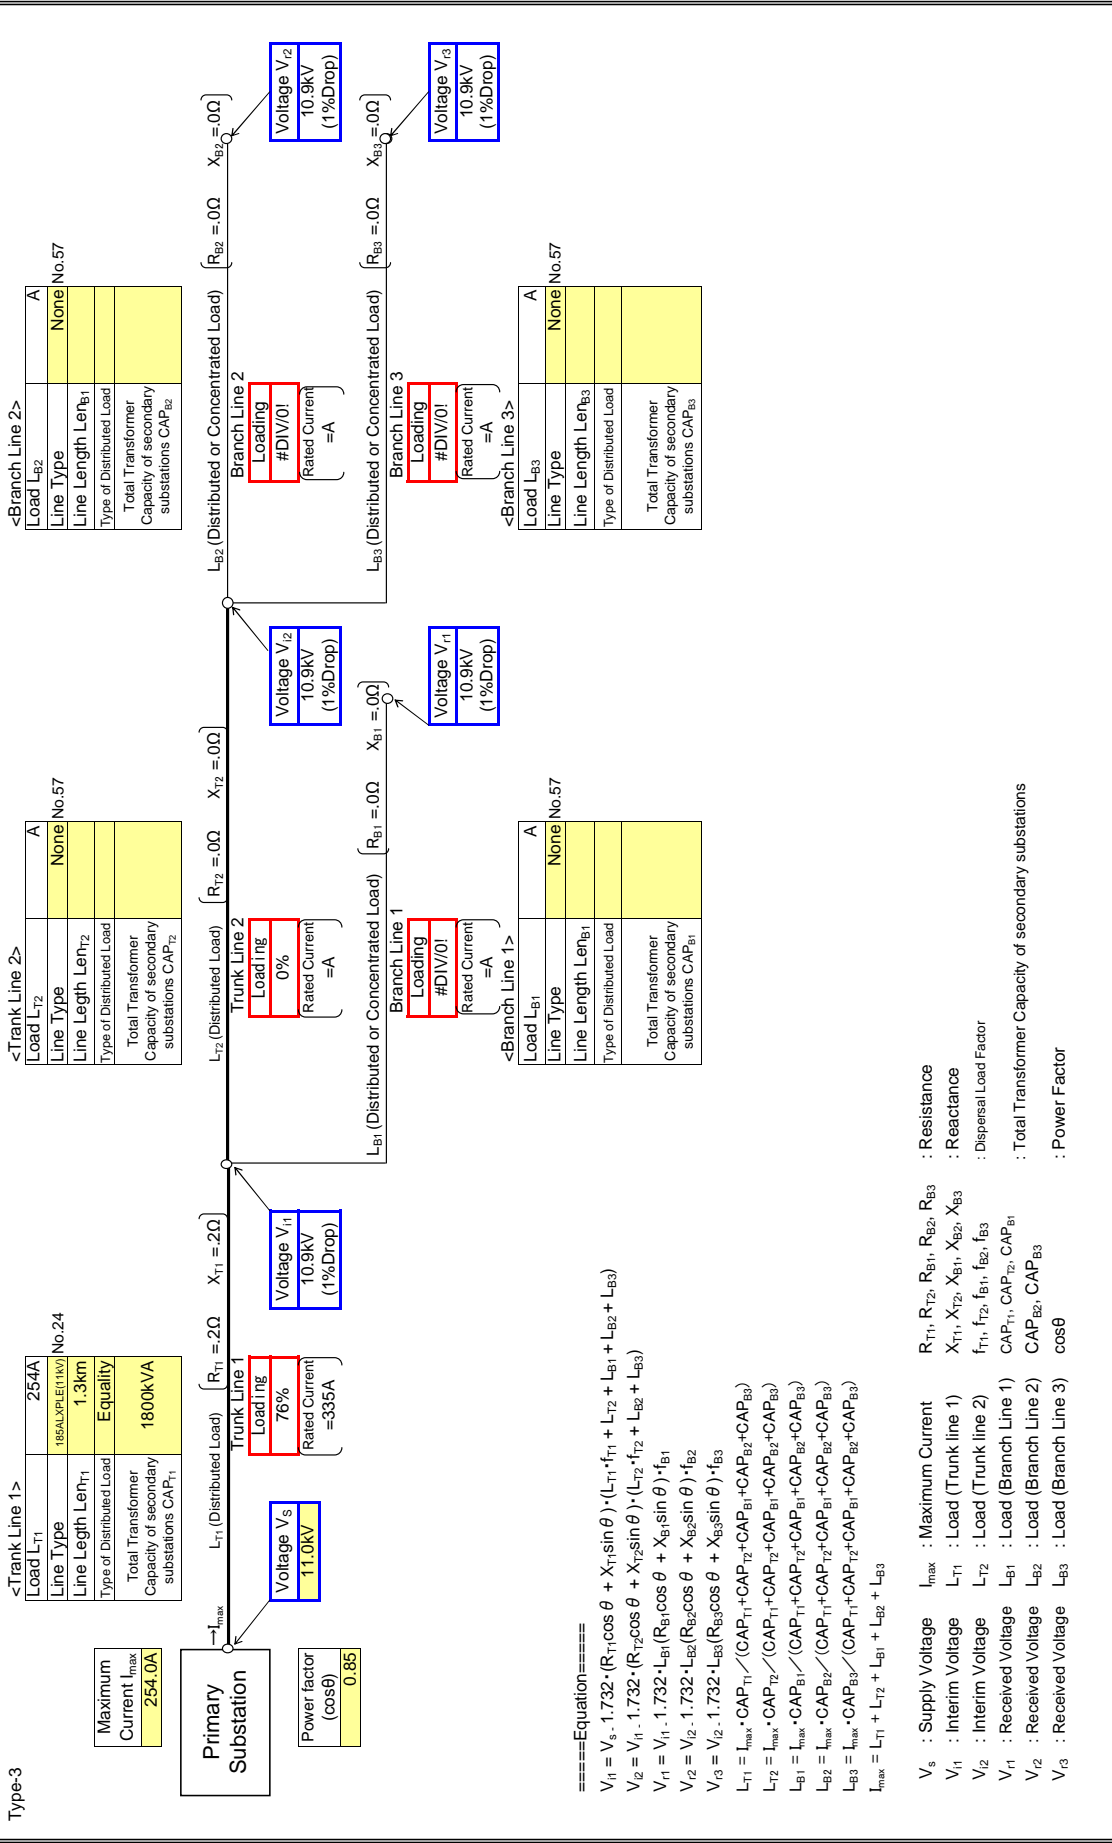 Type-3
Maximum
Current Imax
254.0A
Primary
Substation
Power factor
(cosθ)
0.85
→Imax
Voltage VS
11.0kV
<Trank Line 1>
Load LT1 254A
Line Type 185ALXPLE(11kV) No.24
Line Legth LenT1 1.3km
Type of Distributed Load Equality
Total Transformer
Capacity of secondary
substations CAPT1
1800kVA
LT1 (Distributed Load) RT1 =.2Ω XT1 =.2Ω
Trunk Line 1
Loading
76%
Rated Current
=335A
Voltage Vi1
10.9kV
(1%Drop)
<Trank Line 2>
Load LT2 A
Line Type None No.57
Line Length LenT2
Type of Distributed Load
Total Transformer
Capacity of secondary
substations CAPT2
LT2 (Distributed Load) RT2 =.0Ω XT2 =.0Ω
Trunk Line 2
Loading
0%
Rated Current
=A
Voltage Vi2
10.9kV
(1%Drop)
LB1 (Distributed or Concentrated Load) RB1 =.0Ω XB1 =.0Ω
Branch Line 1
Loading
#DIV/0!
Rated Current
=A
Voltage Vr1
10.9kV
(1%Drop)
<Branch Line 1>
Load LB1 A
Line Type None No.57
Line Length LenB1
Type of Distributed Load
Total Transformer
Capacity of secondary
substations CAPB1
<Branch Line 2>
Load LB2 A
Line Type None No.57
Line Length LenB1
Type of Distributed Load
Total Transformer
Capacity of secondary
substations CAPB2
LB2 (Distributed or Concentrated Load) RB2 =.0Ω XB2 =.0Ω
Branch Line 2
Loading
#DIV/0!
Rated Current
=A
Voltage Vr2
10.9kV
(1%Drop)
LB3 (Distributed or Concentrated Load) RB3 =.0Ω XB3 =.0Ω
Branch Line 3
Loading
#DIV/0!
Rated Current
=A
Voltage Vr3
10.9kV
(1%Drop)
<Branch Line 3>
Load LB3 A
Line Type None No.57
Line Length LenB3
Type of Distributed Load
Total Transformer
Capacity of secondary
substations CAPB3
=====Equation=====
Vi1 = Vs - 1.732•(RT1cos θ + XT1sin θ)•(LT1•fT1 + LT2 + LB1 + LB2 + LB3)
Vi2 = Vi1 - 1.732•(RT2cos θ + XT2sin θ)•(LT2•fT2 + LB2 + LB3)
Vr1 = Vi1 - 1.732•LB1(RB1cos θ + XB1sin θ)•fB1
Vr2 = Vi2 - 1.732•LB2(RB2cos θ + XB2sin θ)•fB2
Vr3 = Vi2 - 1.732•LB3(RB3cos θ + XB3sin θ)•fB3
LT1 = Imax•CAPT1／(CAPT1+CAPT2+CAPB1+CAPB2+CAPB3)
LT2 = Imax•CAPT2／(CAPT1+CAPT2+CAPB1+CAPB2+CAPB3)
LB1 = Imax•CAPB1／(CAPT1+CAPT2+CAPB1+CAPB2+CAPB3)
LB2 = Imax•CAPB2／(CAPT1+CAPT2+CAPB1+CAPB2+CAPB3)
LB3 = Imax•CAPB3／(CAPT1+CAPT2+CAPB1+CAPB2+CAPB3)
Imax = LT1 + LT2 + LB1 + LB2 + LB3
Vs : Supply Voltage Imax : Maximum Current RT1, RT2, RB1, RB2, RB3 : Resistance
Vi1 : Interim Voltage LT1 : Load (Trunk line 1) XT1, XT2, XB1, XB2, XB3 : Reactance
Vi2 : Interim Voltage LT2 : Load (Trunk line 2) fT1, fT2, fB1, fB2, fB3 : Dispersal Load Factor
Vr1 : Received Voltage LB1 : Load (Branch Line 1) CAPT1, CAPT2, CAPB1 : Total Transformer Capacity of secondary substations
Vr2 : Received Voltage LB2 : Load (Branch Line 2) CAPB2, CAPB3
Vr3 : Received Voltage LB3 : Load (Branch Line 3) cosθ : Power Factor